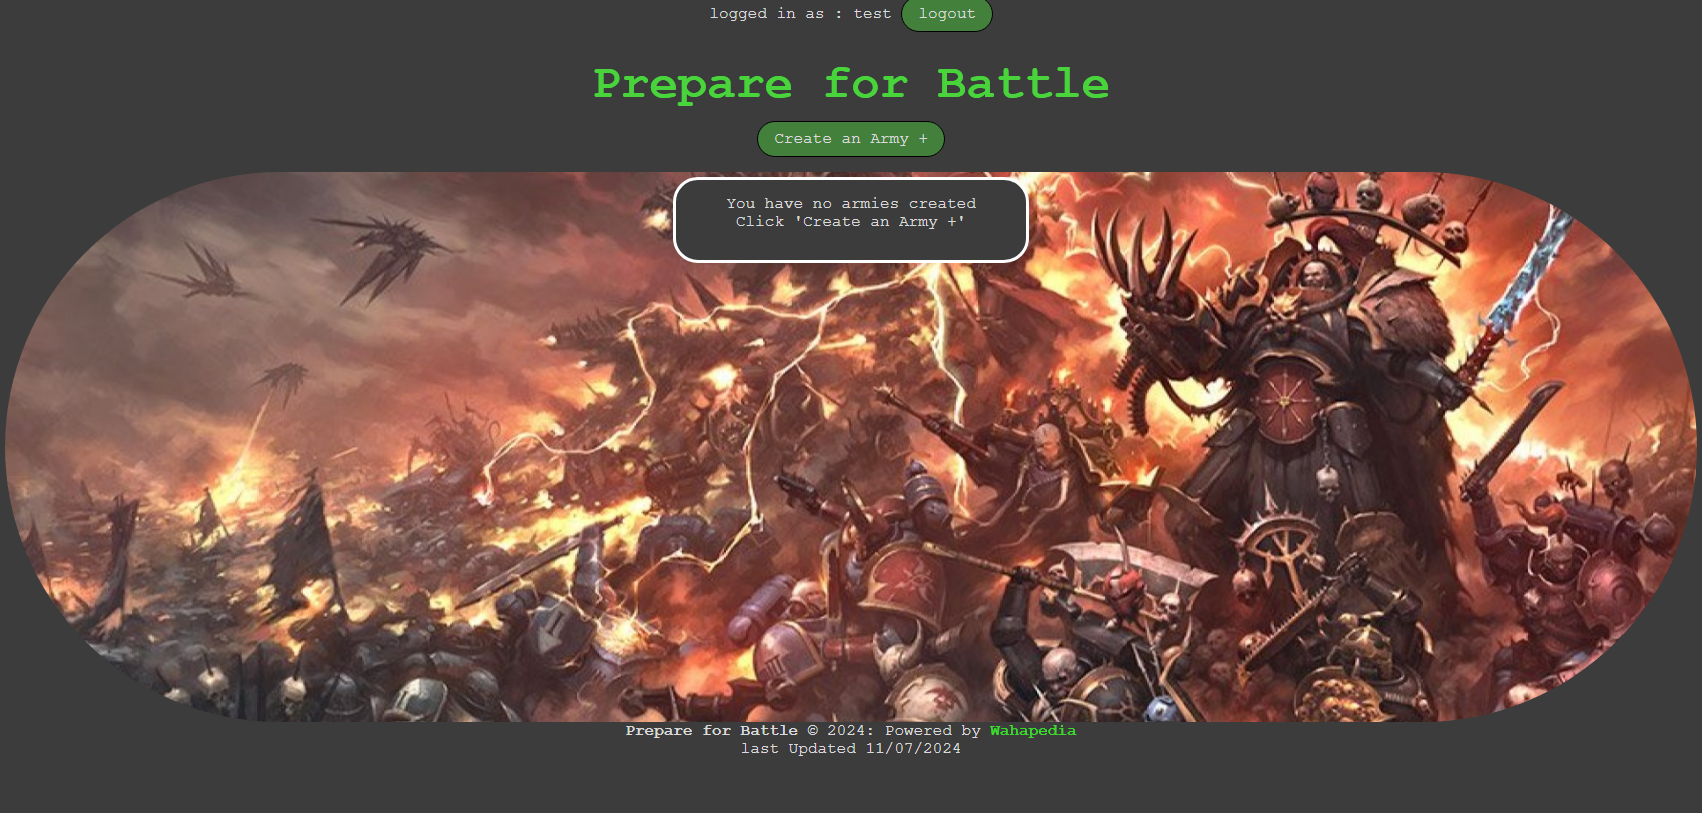 logged in as : test logout
Prepare for Battle
Create an Army +
You have no armies created
Click 'Create an Army +'
Prepare for Battle © 2024: Powered by Wahapedia
last Updated 11/07/2024